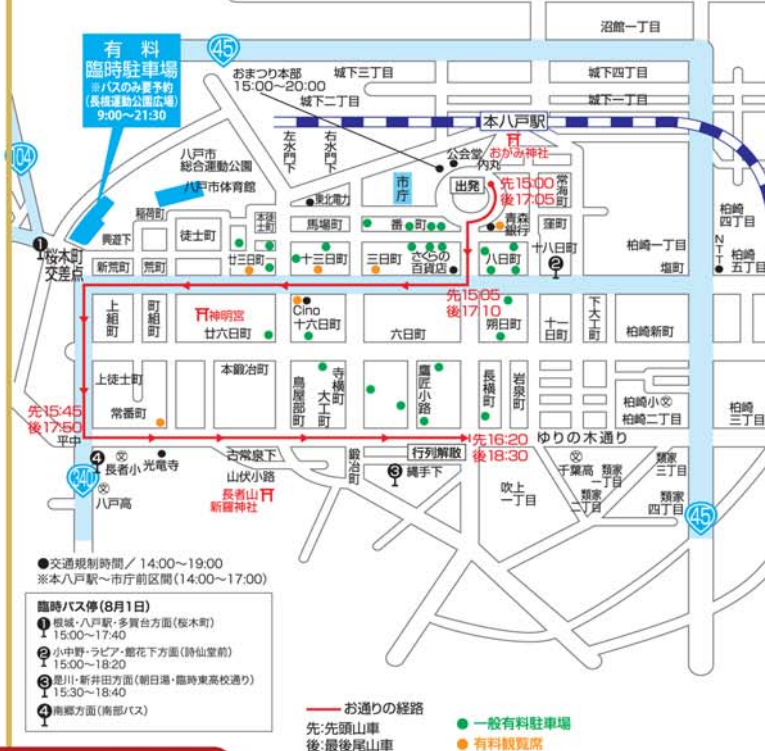 有料
臨時駐車場
※バスのみ要予約
(長根運動公園広場)
9:00〜21:30
45
おまつり本部
15:00〜20:00
沼館一丁目
城下三丁目
城下四丁目
城下二丁目
城下一丁目
104
八戸市
総合運動公園
八戸市体育館
左水門下
右水門下
本八戸駅
公会堂
内丸
おがみ神社
出発
先15:00
後17:05
市庁
東北電力
常海町
稲荷町
本徒士町
馬場町
番町
青森銀行
窪町
柏崎四丁目
❶
桜木町
交差点
興遊下
徒士町
新荒町
荒町
廿三日町
十三日町
三日町
さくらの
百貨店
八日町
十八日町
❷
柏崎一丁目
塩町
NTT
柏崎五丁目
先15:05
後17:10
上組町
町組町
神明宮
廿六日町
Cino
十六日町
六日町
朔日町
十一日町
下大工町
柏崎新町
上徒士町
本鍛冶町
鳥屋部町
大工町
寺横町
鷹匠小路
長横町
岩泉町
柏崎小
柏崎二丁目
柏崎
三丁目
常番町
先15:45
後17:50
平中
先16:20
後18:30
ゆりの木通り
行列解散
❹
長者小
光竜寺
古常泉下
山伏小路
鍛冶町
❸
縄手下
千葉高
類家一丁目
類家三丁目
340
八戸高
長者山
新羅神社
吹上
一丁目
類家二丁目
類家
四丁目
45
●交通規制時間/14:00〜19:00
※本八戸駅〜市庁前区間(14:00〜17:00)
臨時バス停(8月1日)
❶根城・八戸駅・多賀台方面(桜木町)
15:00〜17:40
❷小中野・ラピア・館花下方面(詩仙堂前)
15:00〜18:20
❸是川・新井田方面(朝日湯・臨時東高校通り)
15:30〜18:40
❹南郷方面(南部バス)
お通りの経路
先:先頭山車
後:最後尾山車
●一般有料駐車場
●有料観覧席